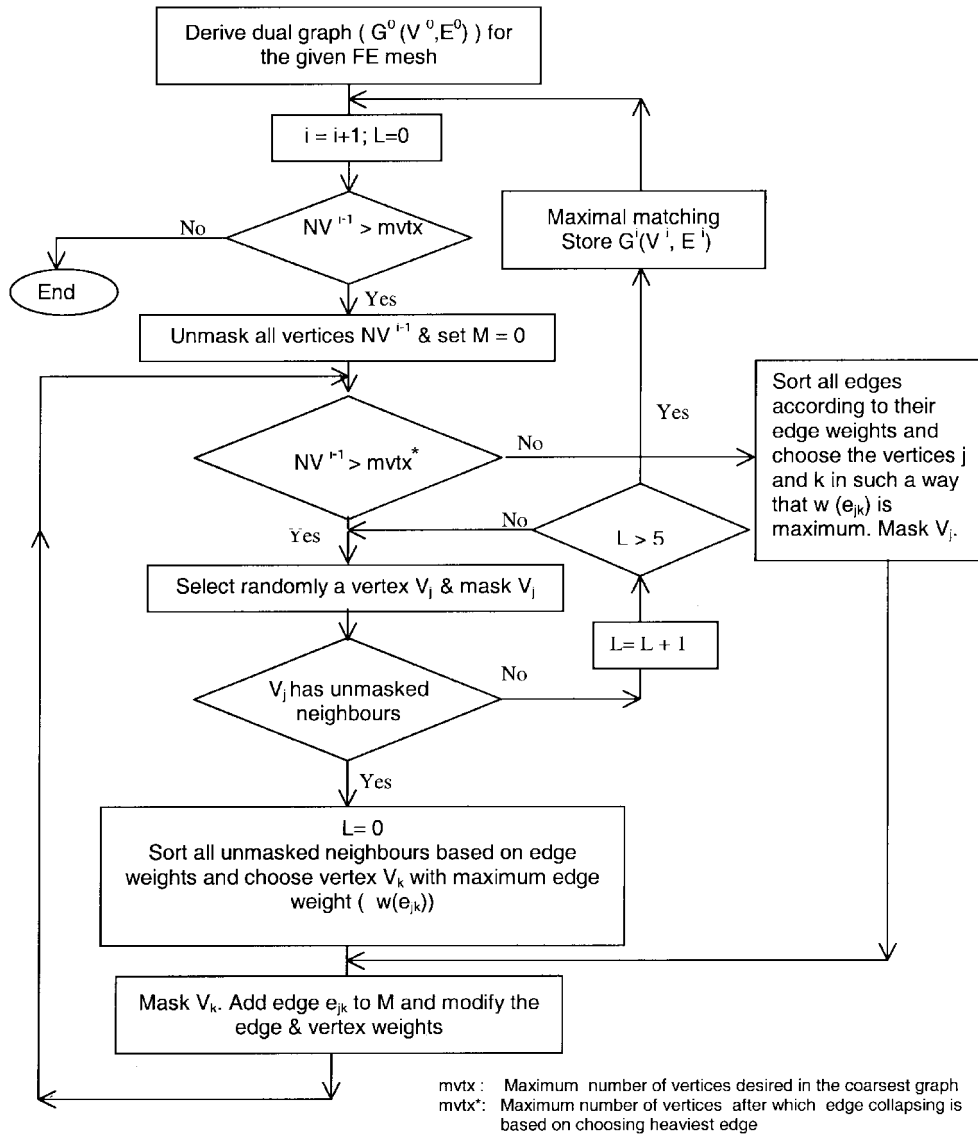 Derive dual graph ( G⁰ (V ⁰,E⁰) ) for
the given FE mesh
i = i+1; L=0
NV ⁱ⁻¹ > mvtx
No
End
Yes
Maximal matching
Store Gⁱ(V ⁱ, E ⁱ)
Unmask all vertices NV ⁱ⁻¹ & set M = 0
NV ⁱ⁻¹ > mvtx*
No
Yes
Sort all edges
according to their
edge weights and
choose the vertices j
and k in such a way
that w (eⱼₖ) is
maximum. Mask Vⱼ.
Yes
L > 5
No
Select randomly a vertex Vⱼ & mask Vⱼ
L= L + 1
Vⱼ has unmasked
neighbours
No
Yes
L= 0
Sort all unmasked neighbours based on edge
weights and choose vertex Vₖ with maximum edge
weight ( w(eⱼₖ))
Mask Vₖ. Add edge eⱼₖ to M and modify the
edge & vertex weights
mvtx : Maximum number of vertices desired in the coarsest graph
mvtx*: Maximum number of vertices after which edge collapsing is
based on choosing heaviest edge